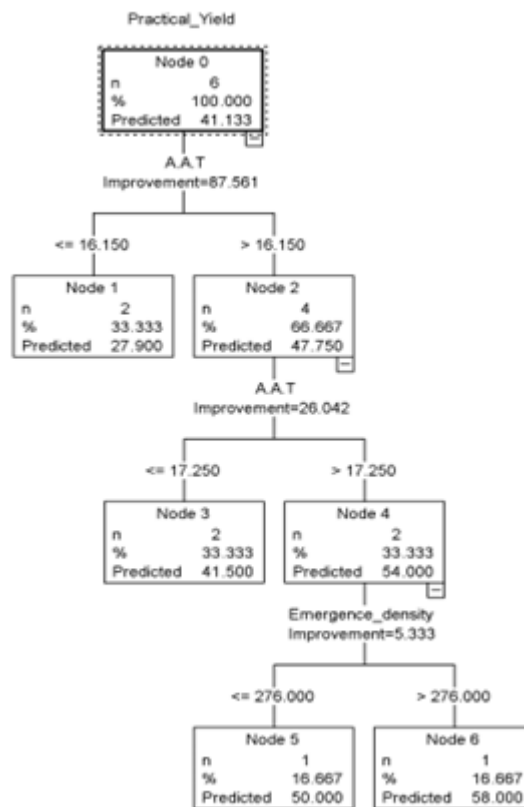 Practical_Yield
Node 0
n 6
% 100.000
Predicted 41.133
A.A.T
Improvement=87.561
<= 16.150
> 16.150
Node 1
n 2
% 33.333
Predicted 27.900
Node 2
n 4
% 66.667
Predicted 47.750
A.A.T
Improvement=26.042
<= 17.250
> 17.250
Node 3
n 2
% 33.333
Predicted 41.500
Node 4
n 2
% 33.333
Predicted 54.000
Emergence_density
Improvement=5.333
<= 276.000
> 276.000
Node 5
n 1
% 16.667
Predicted 50.000
Node 6
n 1
% 16.667
Predicted 58.000